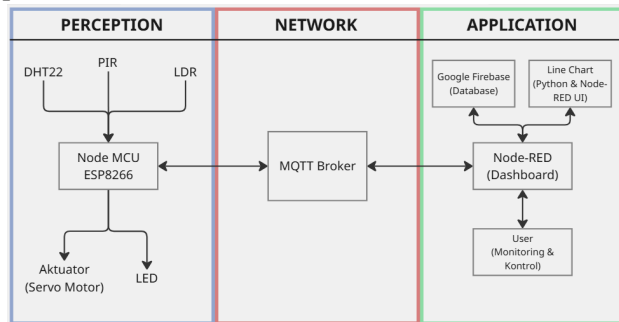 PERCEPTION
NETWORK
APPLICATION
DHT22
PIR
LDR
Node MCU
ESP8266
Aktuator
(Servo Motor)
LED
MQTT Broker
Google Firebase
(Database)
Line Chart
(Python & Node-
RED UI)
Node-RED
(Dashboard)
User
(Monitoring &
Kontrol)